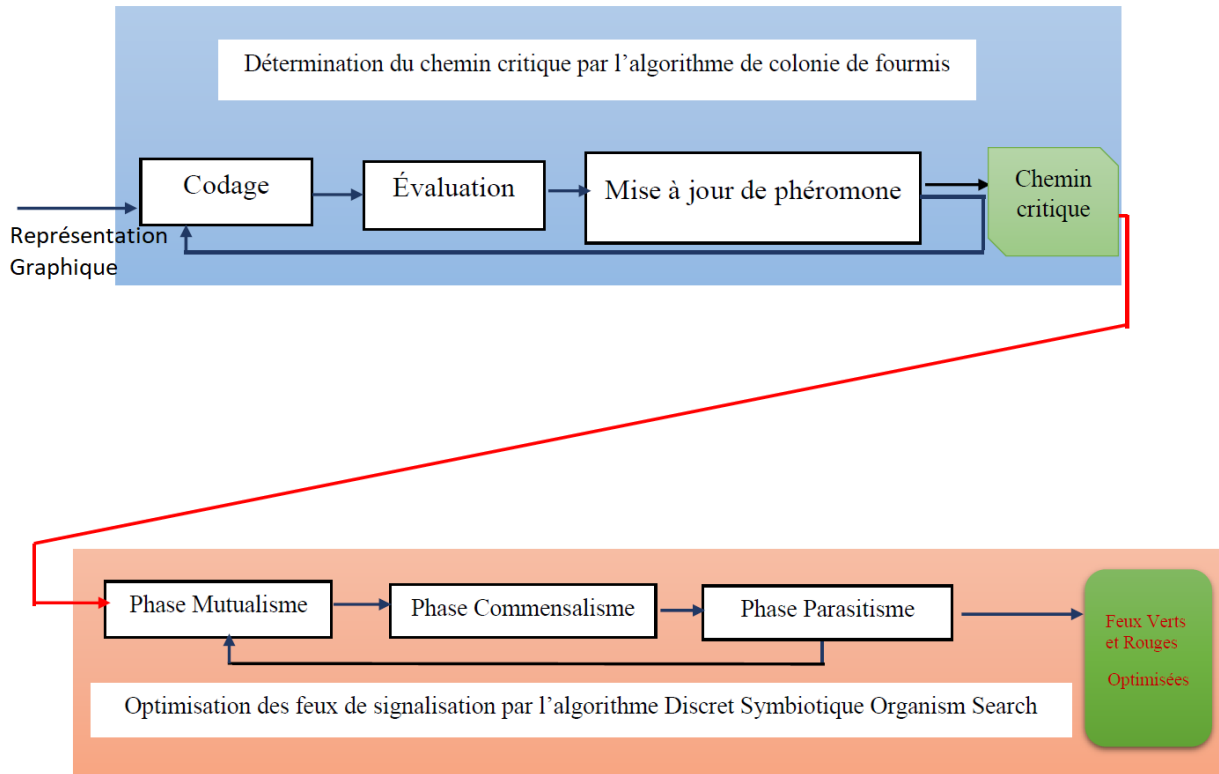 Détermination du chemin critique par l'algorithme de colonie de fourmis
Codage
Évaluation
Mise à jour de phéromone
Chemin
critique
Représentation
Graphique
Phase Mutualisme
Phase Commensalisme
Phase Parasitisme
Feux Verts
et Rouges
Optimisées
Optimisation des feux de signalisation par l'algorithme Discret Symbiotique Organism Search